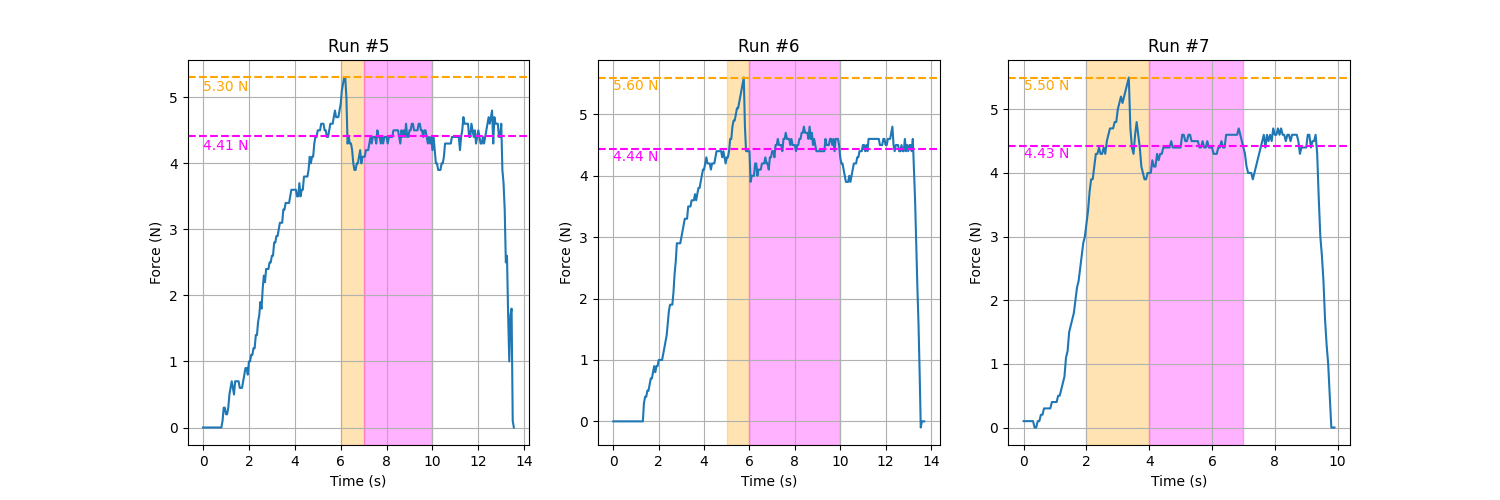 Run #5
5.30 N
4.41 N
Force (N)
5
4
3
2
1
0
0 2 4 6 8 10 12 14
Time (s)
Run #6
5.60 N
4.44 N
Force (N)
5
4
3
2
1
0
0 2 4 6 8 10 12 14
Time (s)
Run #7
5.50 N
4.43 N
Force (N)
5
4
3
2
1
0
0 2 4 6 8 10
Time (s)